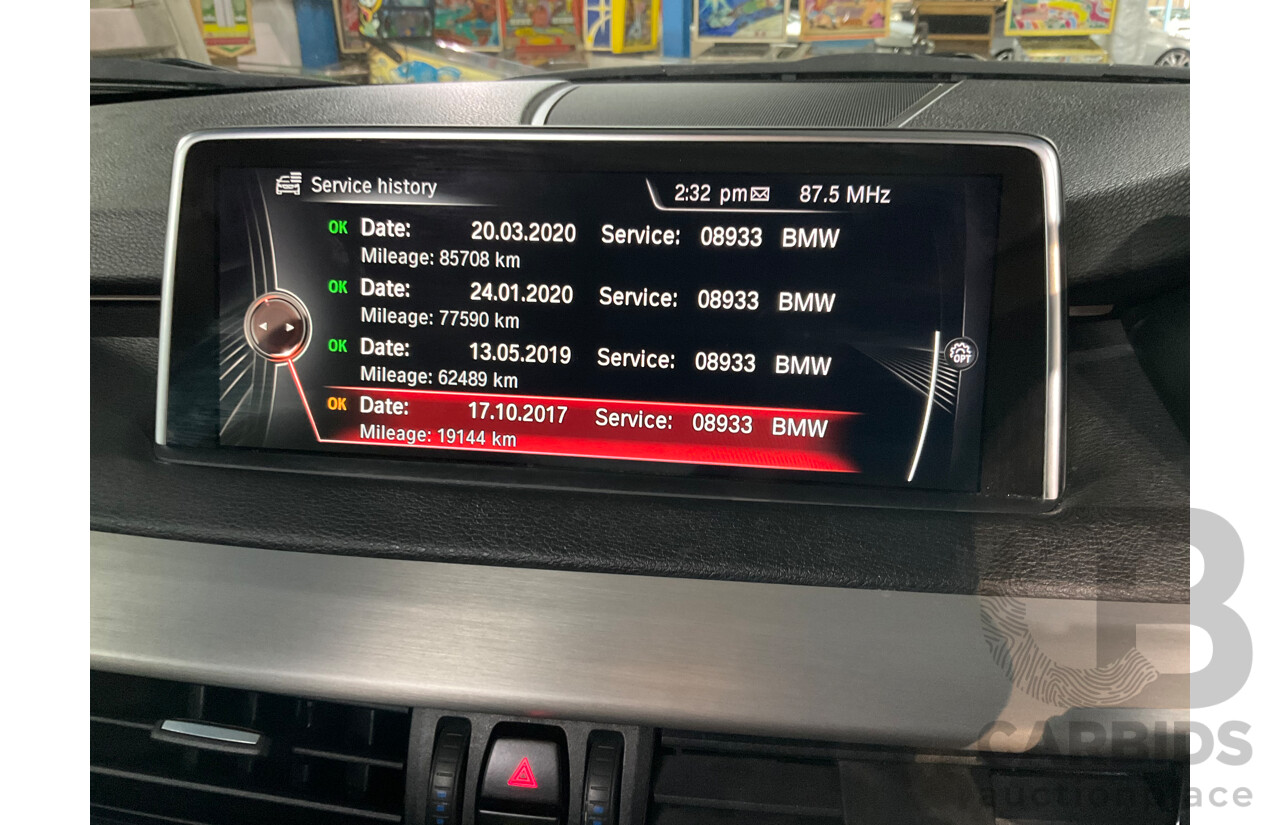 Service history
2:32 pm 87.5 MHz
OK Date: 20.03.2020 Service: 08933 BMW
Mileage: 85708 km
OK Date: 24.01.2020 Service: 08933 BMW
Mileage: 77590 km
OK Date: 13.05.2019 Service: 08933 BMW
Mileage: 62489 km
OK Date: 17.10.2017 Service: 08933 BMW
Mileage: 19144 km
OPT
CB
CARBIDS
auctions